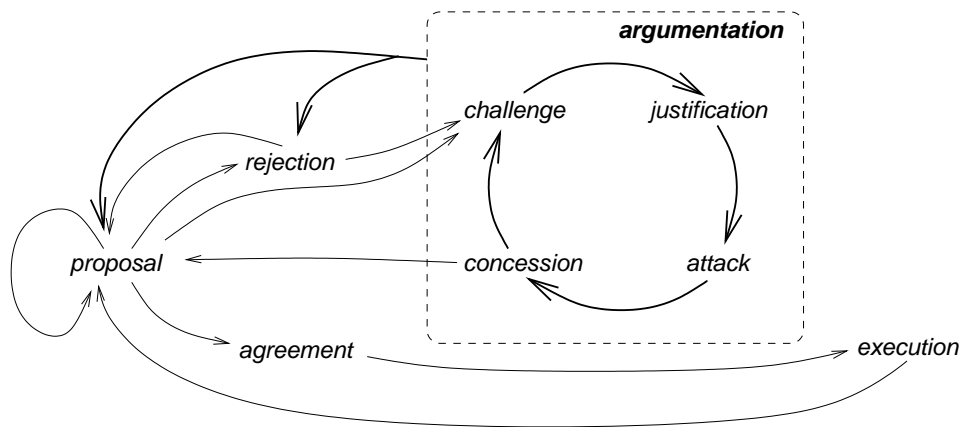 argumentation
challenge
justification
rejection
proposal
concession
attack
agreement
execution